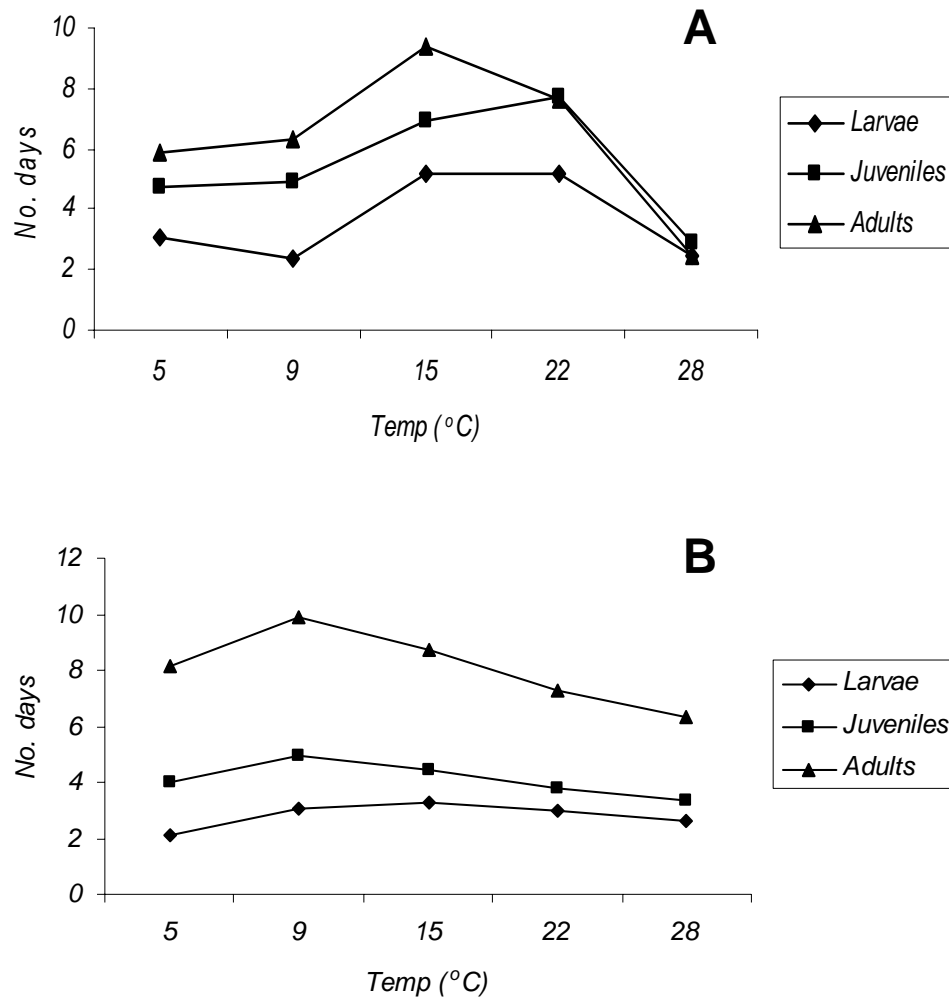 A
10
8
6
4
2
0
No. days
5 9 15 22 28
Temp (°C)
Larvae
Juveniles
Adults
B
12
10
8
6
4
2
0
No. days
5 9 15 22 28
Temp (°C)
Larvae
Juveniles
Adults